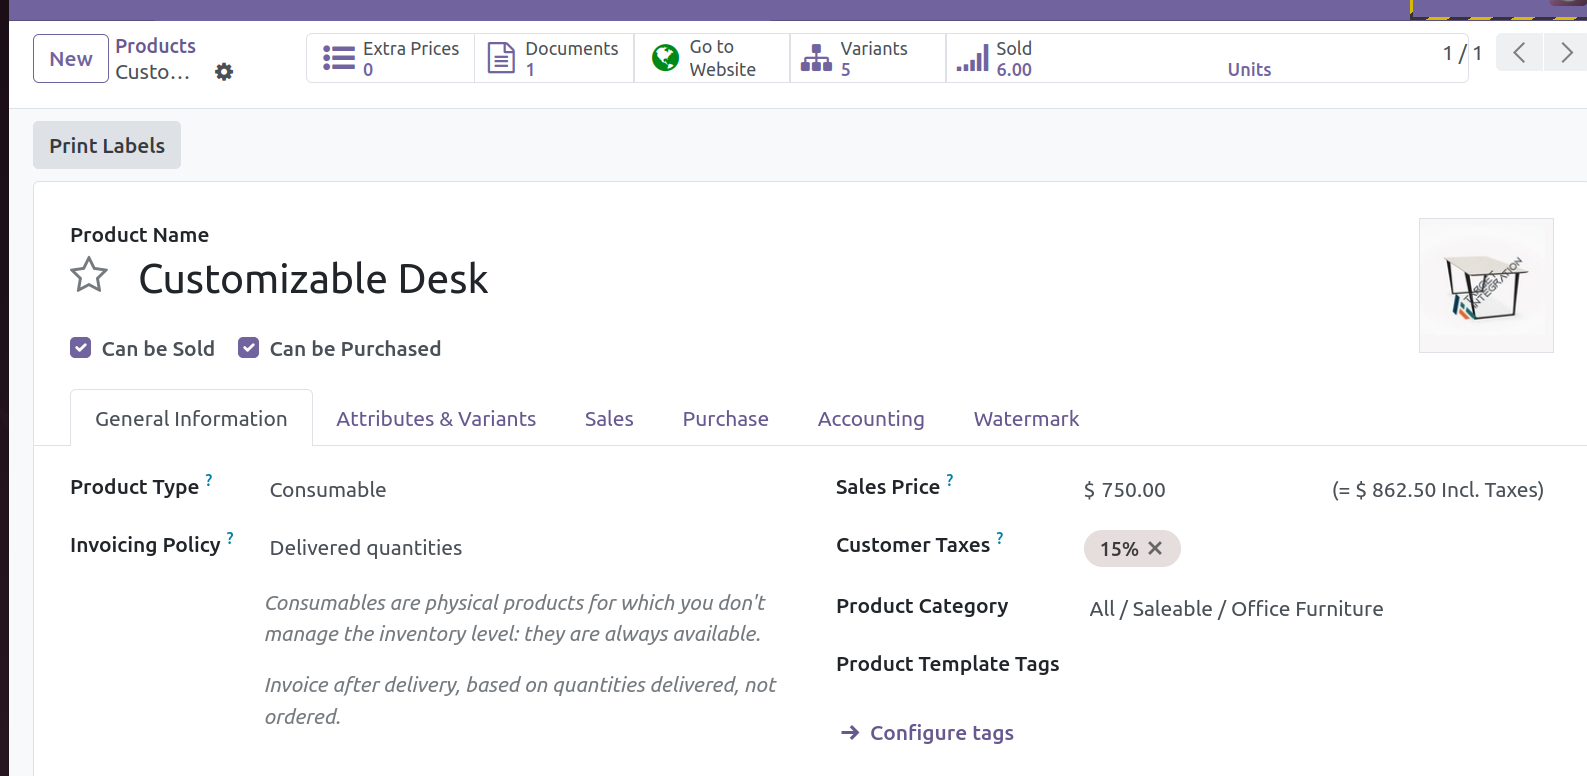 New
Products
Custo...
Extra Prices
0
Documents
1
Go to
Website
Variants
5
Sold
6.00 Units
1 / 1
Print Labels
Product Name
Customizable Desk
Can be Sold
Can be Purchased
TARGET
INTEGRATION
General Information
Attributes & Variants
Sales
Purchase
Accounting
Watermark
Product Type ?
Consumable
Invoicing Policy ?
Delivered quantities
Consumables are physical products for which you don't
manage the inventory level: they are always available.
Invoice after delivery, based on quantities delivered, not
ordered.
Sales Price ?
$ 750.00
(= $ 862.50 Incl. Taxes)
Customer Taxes ?
15% ✕
Product Category
All / Saleable / Office Furniture
Product Template Tags
→ Configure tags